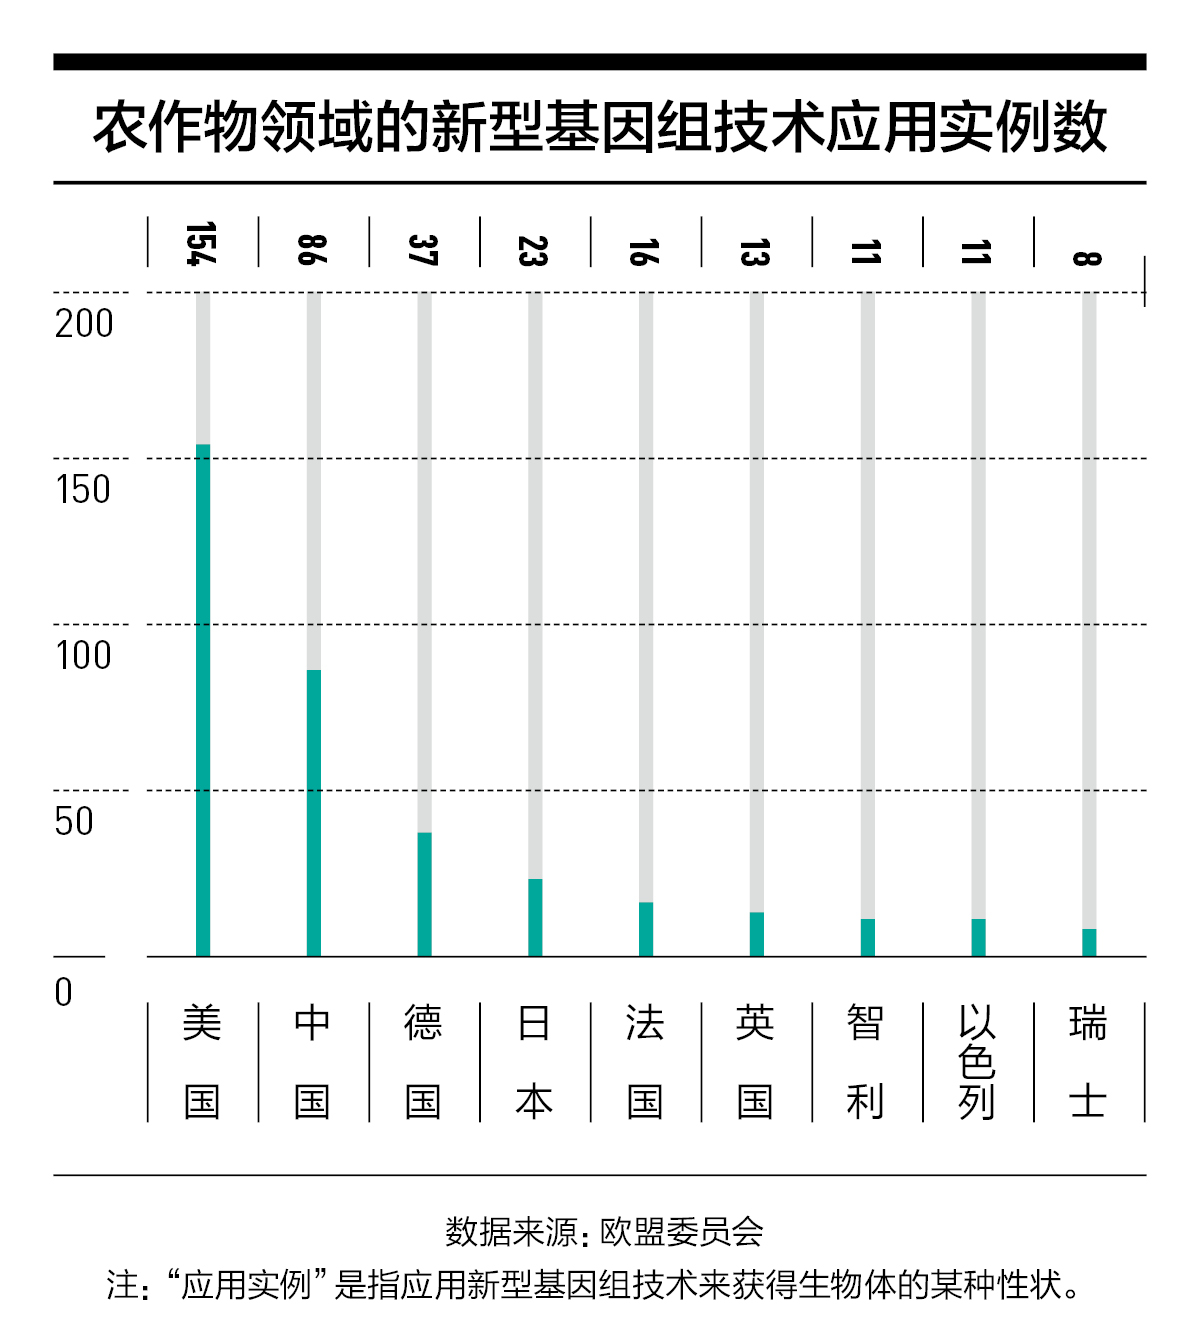 农作物领域的新型基因组技术应用实例数
154 86 37 23 16 13 11 11 8
200
150
100
50
0
美国 中国 德国 日本 法国 英国 智利 以色列 瑞士
数据来源：欧盟委员会
注：“应用实例”是指应用新型基因组技术来获得生物体的某种性状。